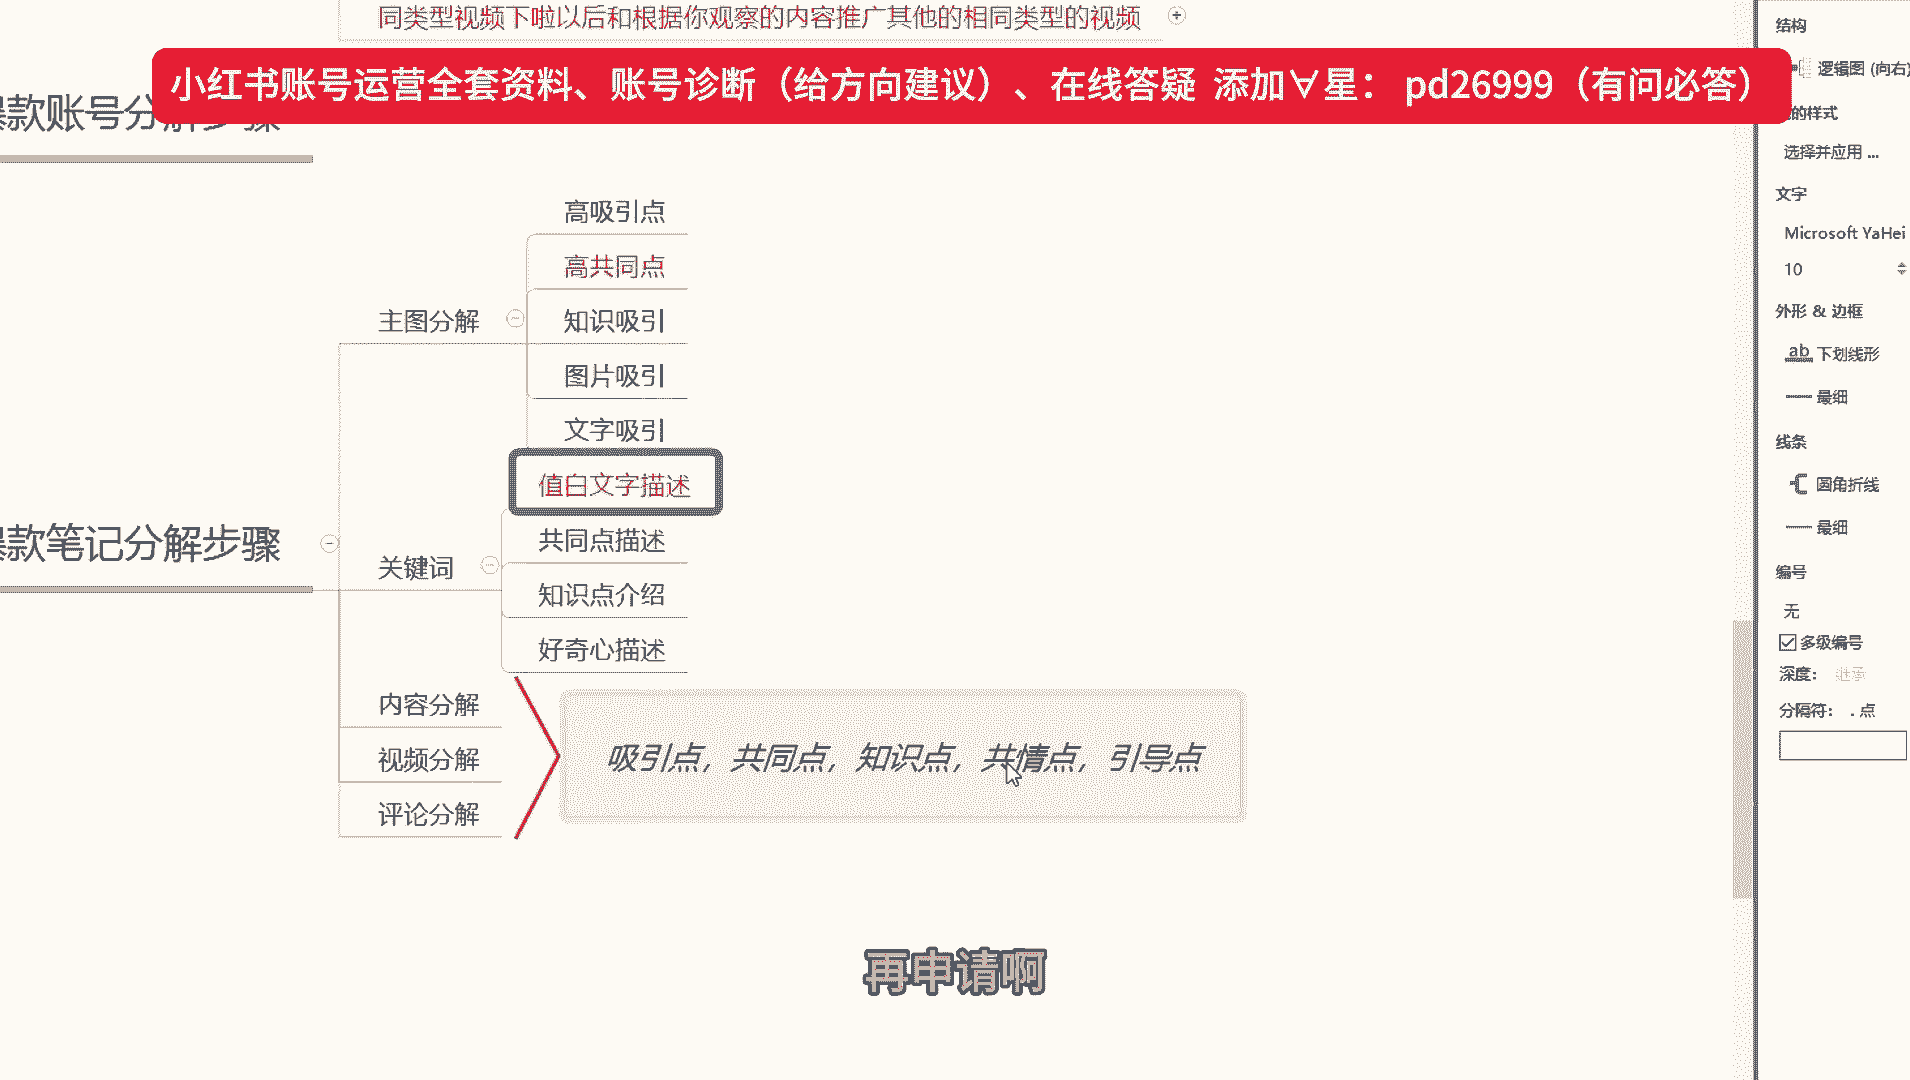 同类型视频下啦以后和根据你观察的内容推广其他的相同类型的视频
小红书账号运营全套资料、账号诊断（给方向建议）、在线答疑 添加∀星： pd26999（有问必答）
款账号分解步骤
高吸引点
高共同点
主图分解
知识吸引
图片吸引
文字吸引
值白文字描述
款笔记分解步骤
共同点描述
关键词
知识点介绍
好奇心描述
内容分解
视频分解
评论分解
吸引点，共同点，知识点，共情点，引导点
再申请啊
结构
逻辑图 (向右)
的样式
选择并应用 ...
文字
Microsoft YaHei
10
外形 & 边框
ab 下划线形
最细
线条
圆角折线
最细
编号
无
多级编号
深度： 继承
分隔符： . 点